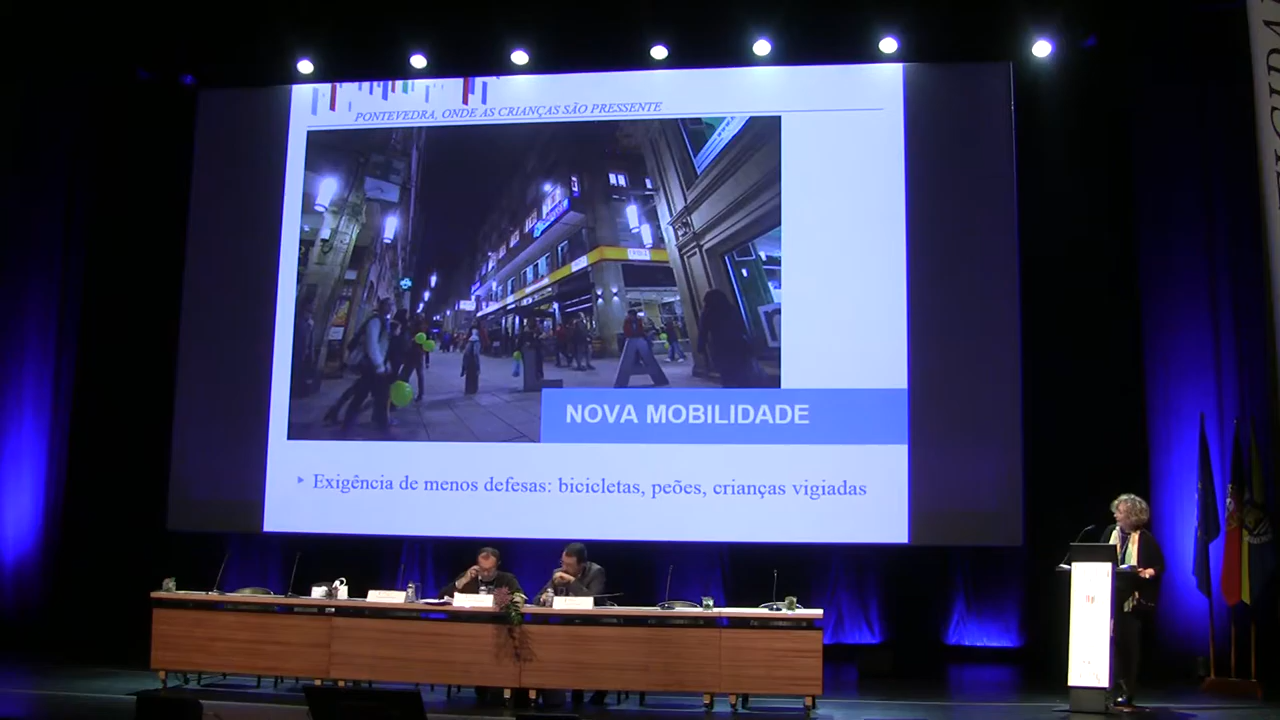 PONTEVEDRA, ONDE AS CRIANÇAS SÃO PRESSENTE
NOVA MOBILIDADE
Exigência de menos defesas: bicicletas, peões, crianças vigiadas